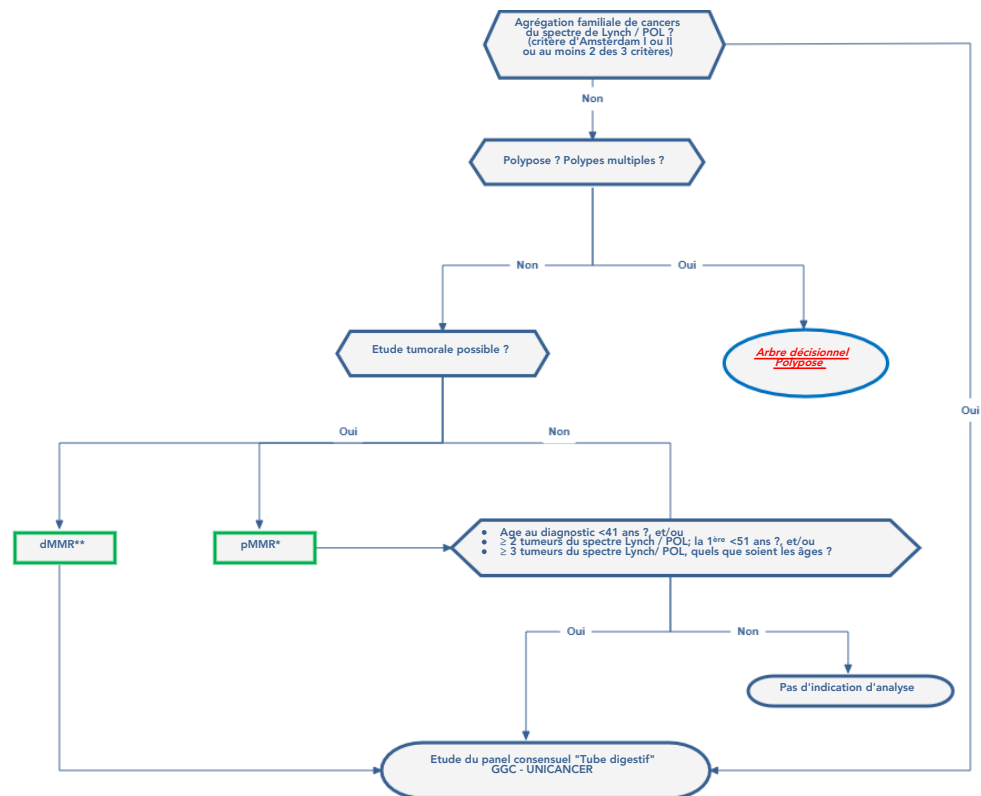 Agrégation familiale de cancers
du spectre de Lynch / POL ?
(critère d'Amsterdam I ou II
ou au moins 2 des 3 critères)
Non
Polypose ? Polypes multiples ?
Non
Oui
Etude tumorale possible ?
Arbre décisionnel
Polypose
Oui
Oui
Non
dMMR**
pMMR*
• Age au diagnostic <41 ans ?, et/ou
• ≥ 2 tumeurs du spectre Lynch / POL; la 1ère <51 ans ?, et/ou
• ≥ 3 tumeurs du spectre Lynch/ POL, quels que soient les âges ?
Oui
Non
Pas d'indication d'analyse
Etude du panel consensuel "Tube digestif"
GGC - UNICANCER